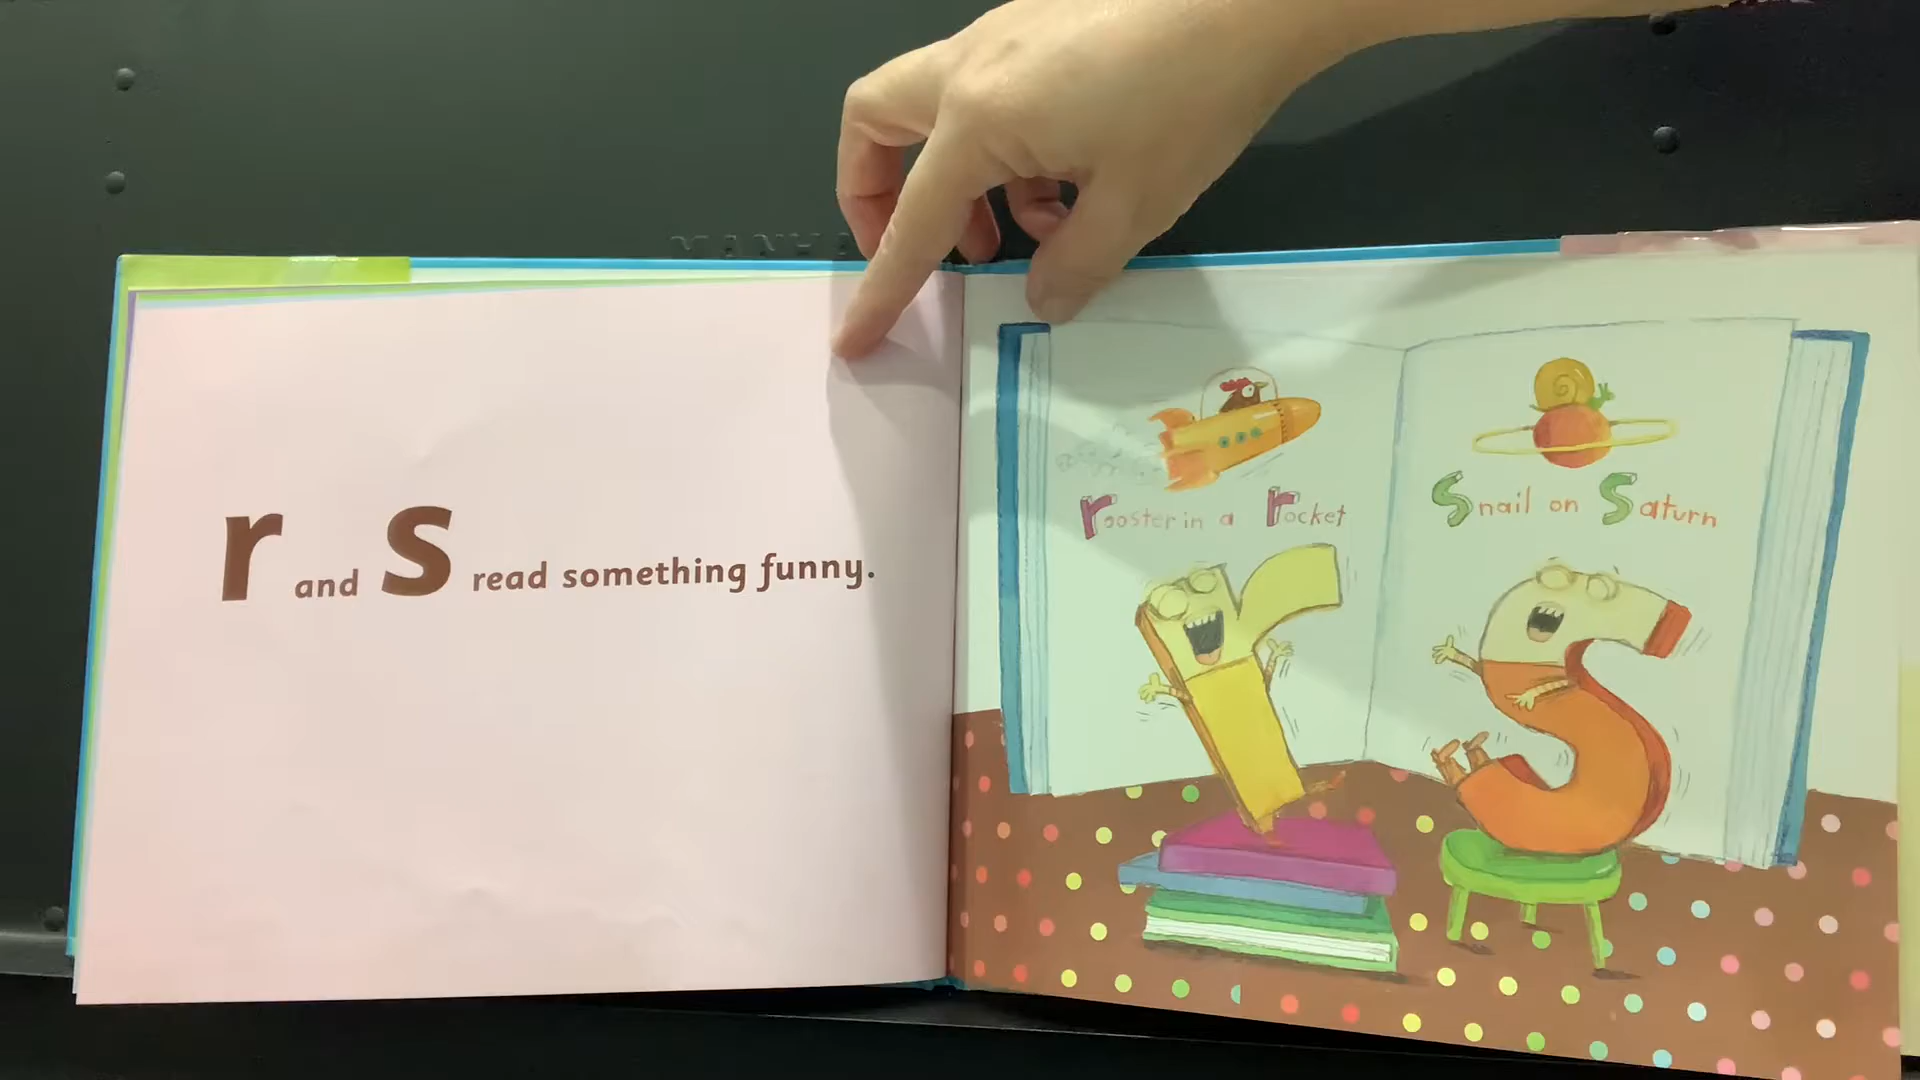 r and s read something funny.
rooster in a rocket
Snail on Saturn